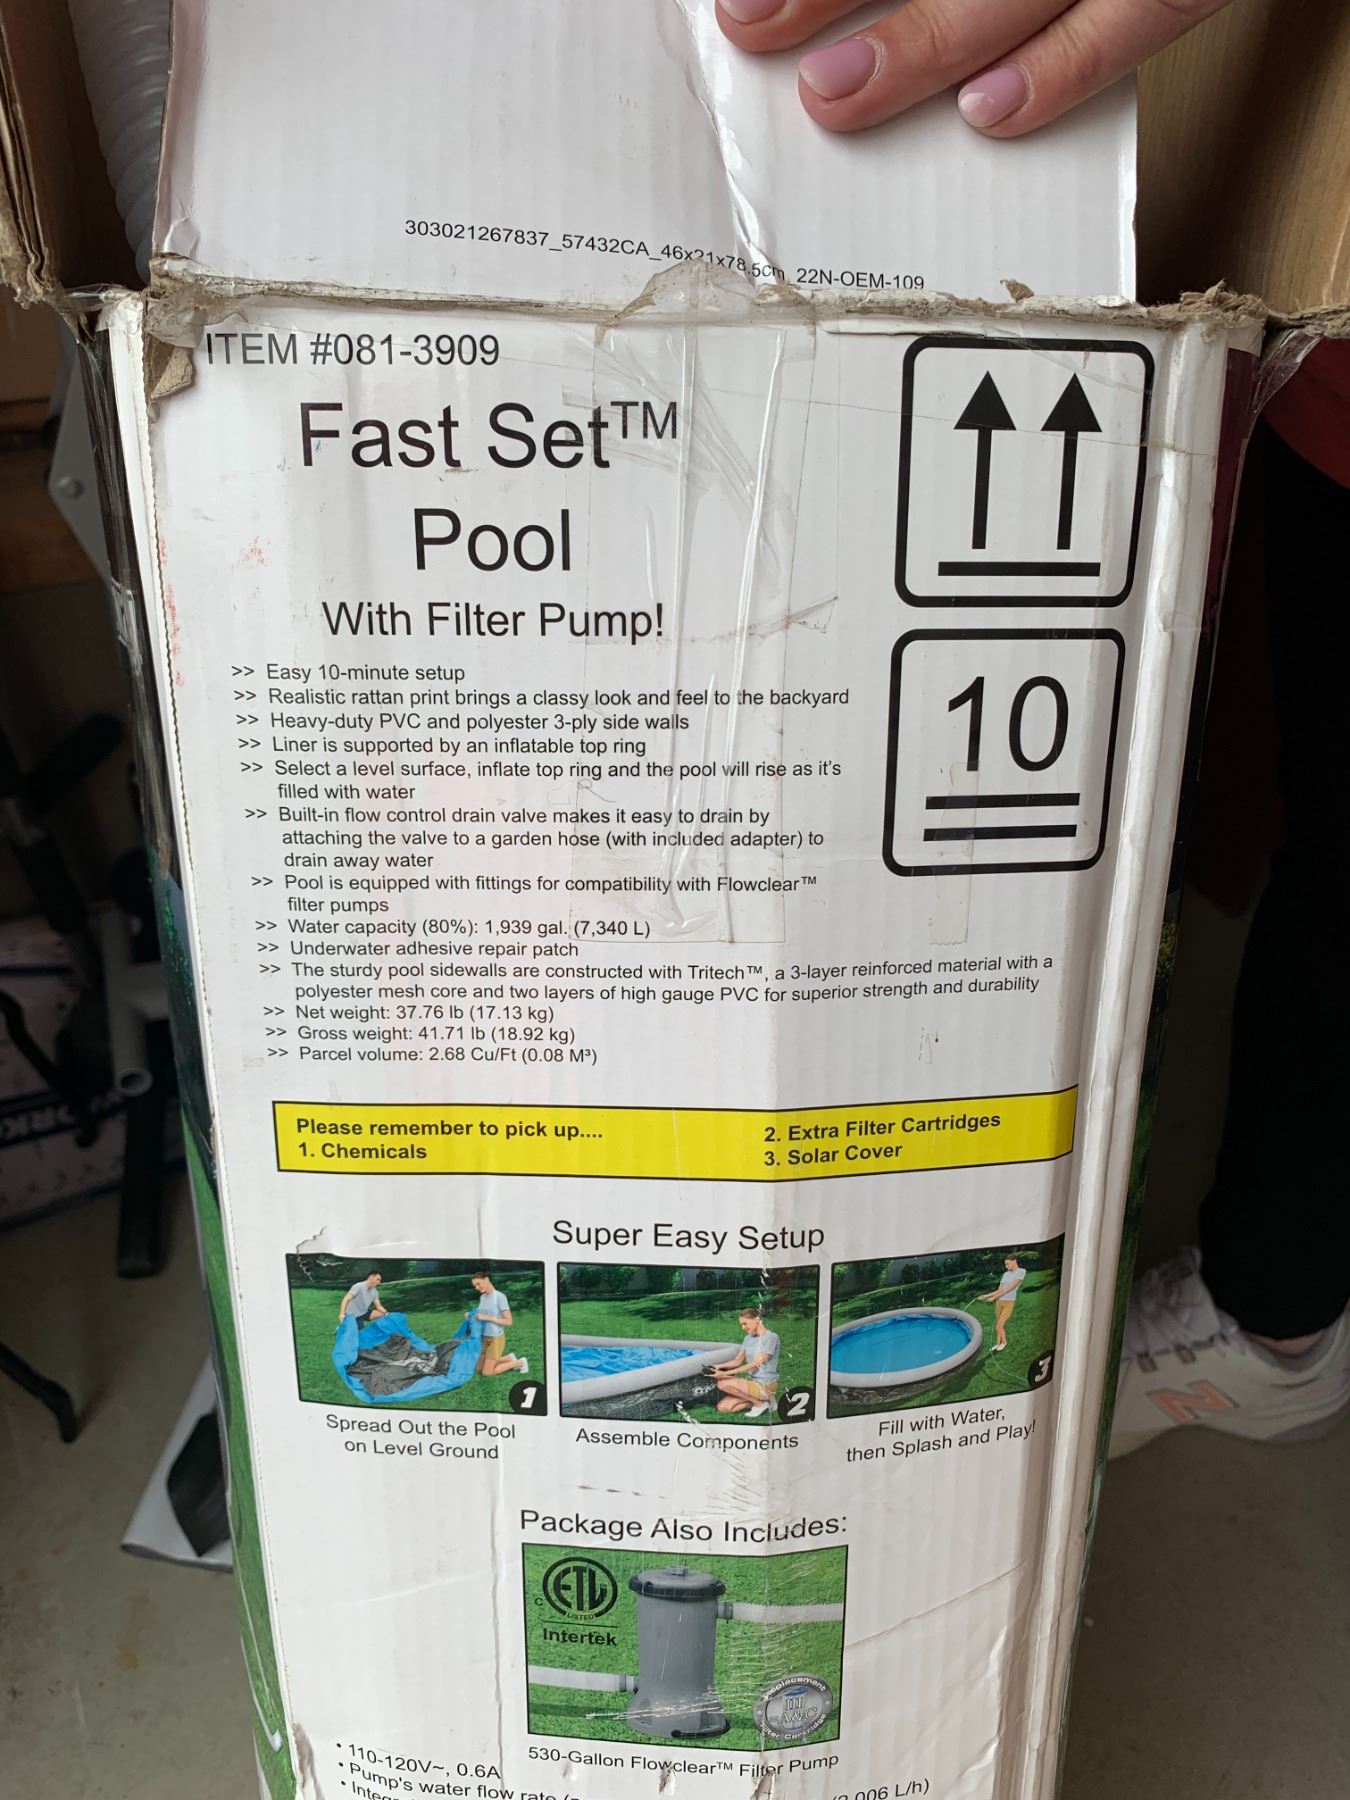 303021267837_57432CA_46x21x78.5cm_22N-OEM-109
ITEM #081-3909
Fast Set™
Pool
With Filter Pump!
10
>> Easy 10-minute setup
>> Realistic rattan print brings a classy look and feel to the backyard
>> Heavy-duty PVC and polyester 3-ply side walls
>> Liner is supported by an inflatable top ring
>> Select a level surface, inflate top ring and the pool will rise as it's
filled with water
>> Built-in flow control drain valve makes it easy to drain by
attaching the valve to a garden hose (with included adapter) to
drain away water
>> Pool is equipped with fittings for compatibility with Flowclear™
filter pumps
>> Water capacity (80%): 1,939 gal. (7,340 L)
>> Underwater adhesive repair patch
>> The sturdy pool sidewalls are constructed with Tritech™, a 3-layer reinforced material with a
polyester mesh core and two layers of high gauge PVC for superior strength and durability
>> Net weight: 37.76 lb (17.13 kg)
>> Gross weight: 41.71 lb (18.92 kg)
>> Parcel volume: 2.68 Cu/Ft (0.08 M³)
Please remember to pick up....
1. Chemicals
2. Extra Filter Cartridges
3. Solar Cover
Super Easy Setup
1
2
3
Spread Out the Pool
on Level Ground
Assemble Components
Fill with Water,
then Splash and Play!
Package Also Includes:
ETL
C LISTED
Intertek
Replacement
III
A&C
Filter Cartridge
530-Gallon Flowclear™ Filter Pump
• 110-120V~, 0.6A
• Pump's water flow rate
L/h)
N